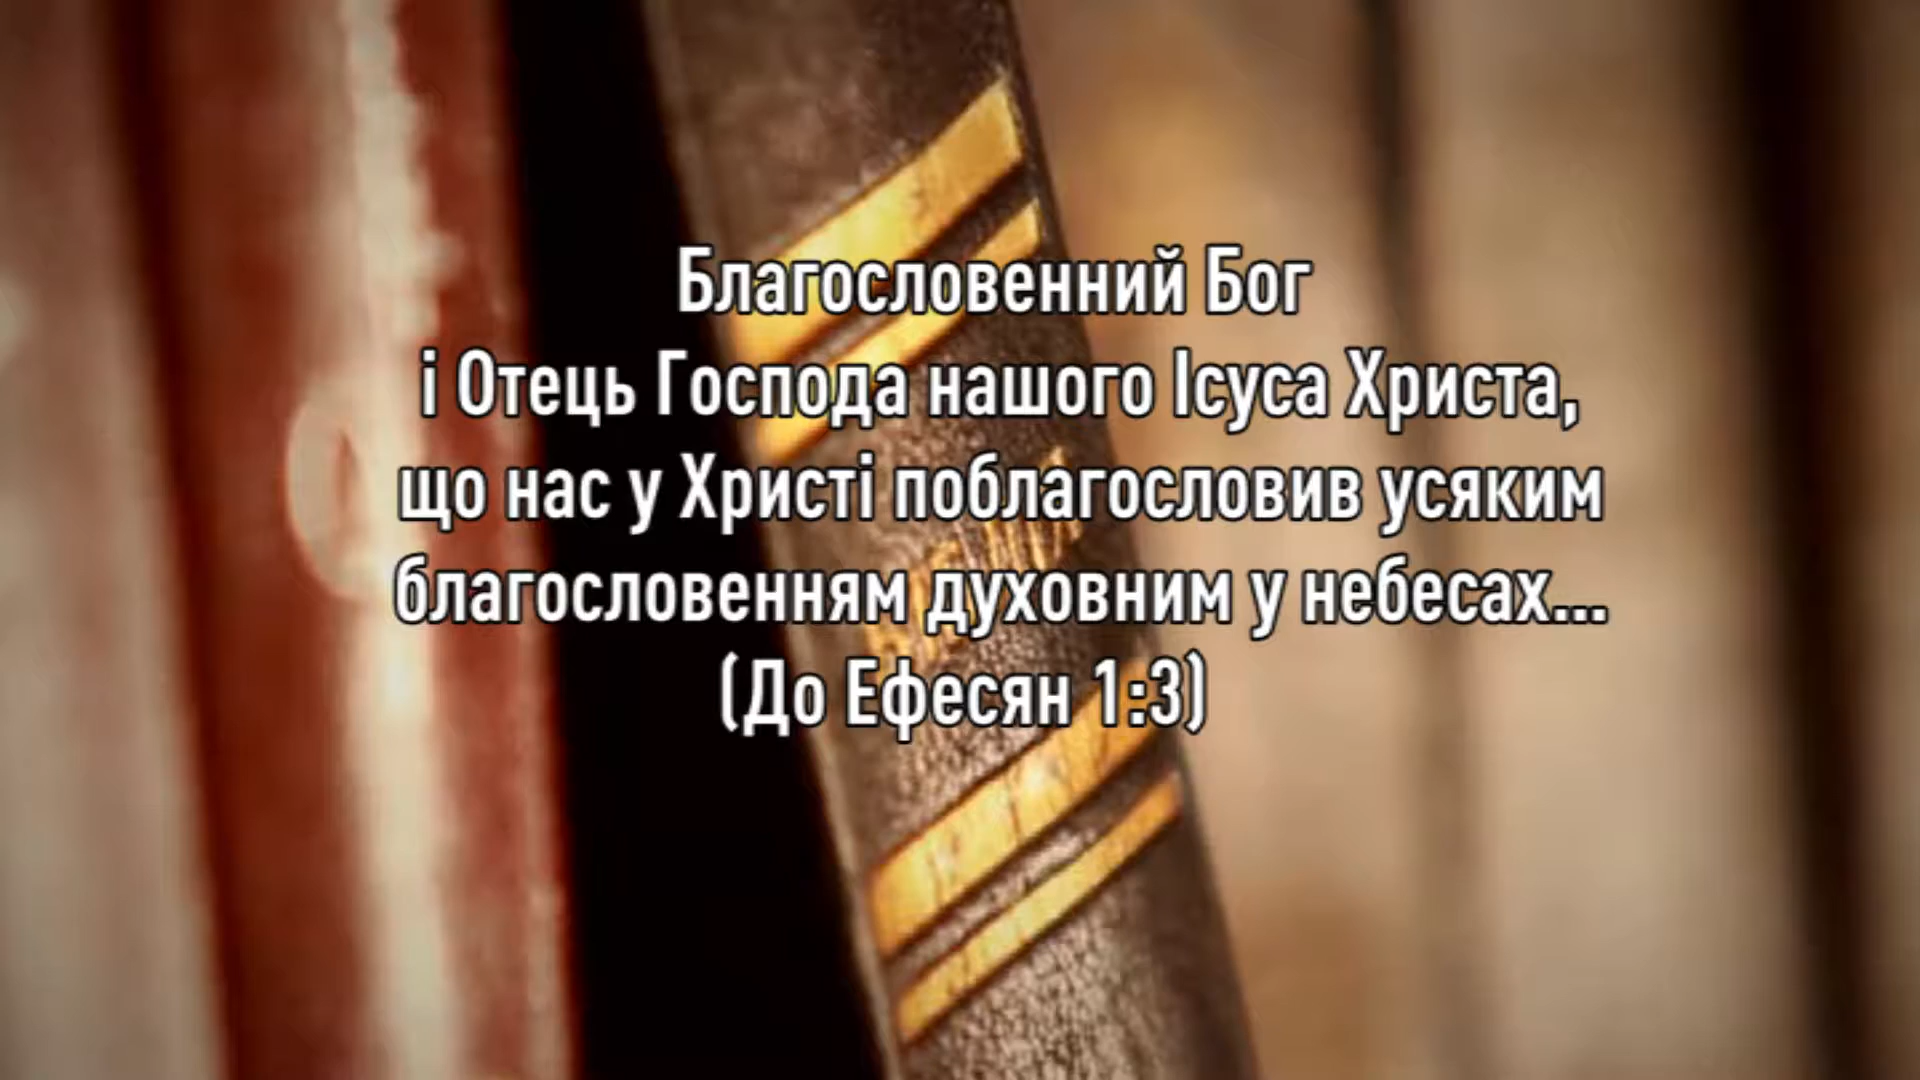 Благословенний Бог
і Отець Господа нашого Ісуса Христа,
що нас у Христі поблагословив усяким
благословенням духовним у небесах...
(До Ефесян 1:3)